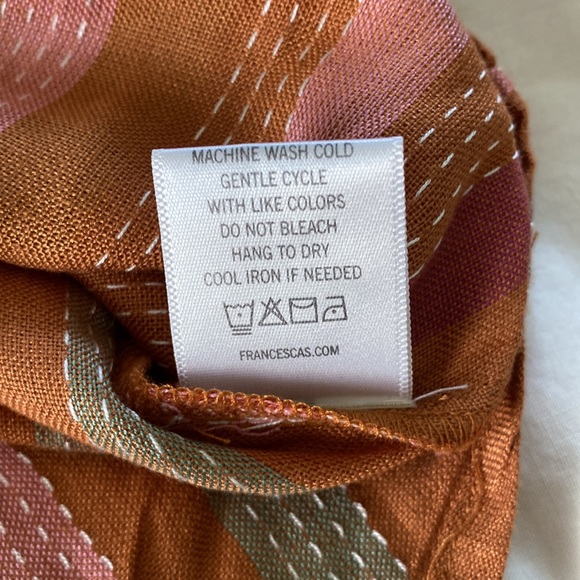 MACHINE WASH COLD
GENTLE CYCLE
WITH LIKE COLORS
DO NOT BLEACH
HANG TO DRY
COOL IRON IF NEEDED
FRANCESCAS.COM